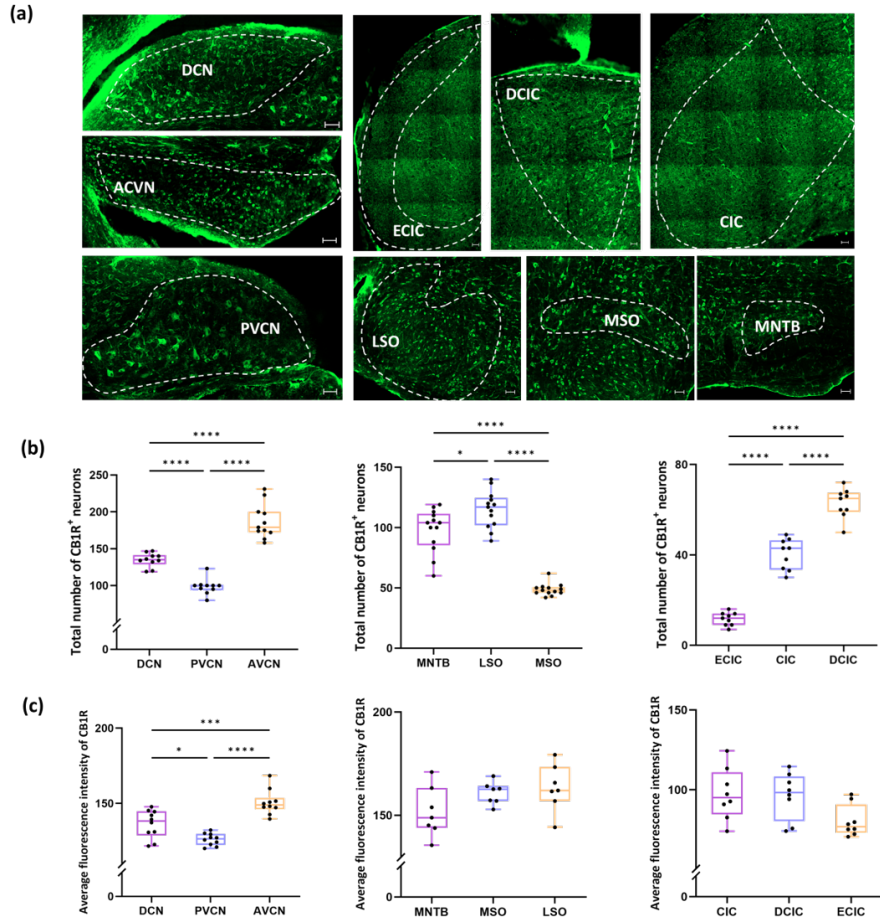 (a)
DCN
DCIC
ACVN
ECIC
CIC
PVCN
LSO
MSO
MNTB
(b)
Total number of CB1R⁺ neurons
250
200
150
100
0
****
****
****
DCN PVCN AVCN
Total number of CB1R⁺ neurons
150
100
50
0
****
*
****
MNTB LSO MSO
Total number of CB1R⁺ neurons
80
60
40
20
0
****
****
****
ECIC CIC DCIC
(c)
Average fluorescence intensity of CB1R
200
150
0
***
*
****
DCN PVCN AVCN
Average fluorescence intensity of CB1R
200
150
0
MNTB MSO LSO
Average fluorescence intensity of CB1R
150
100
0
CIC DCIC ECIC